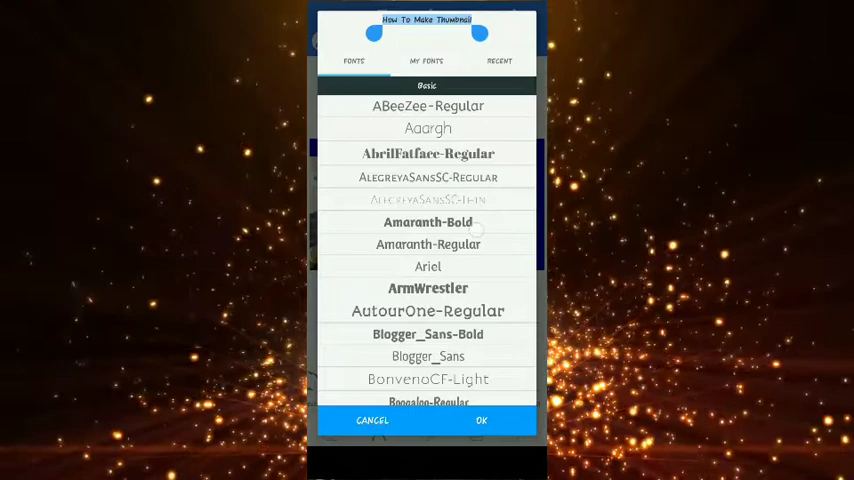 How To Make Thumbnail
FONTS
MY FONTS
RECENT
Basic
ABeeZee-Regular
Aaargh
AbrilFatface-Regular
AlegreyaSansSC-Regular
AlegreyaSansSC-Thin
Amaranth-Bold
Amaranth-Regular
Ariel
ArmWrestler
AutourOne-Regular
Blogger_Sans-Bold
Blogger_Sans
BonvenoCF-Light
Boogaloo-Regular
CANCEL
OK